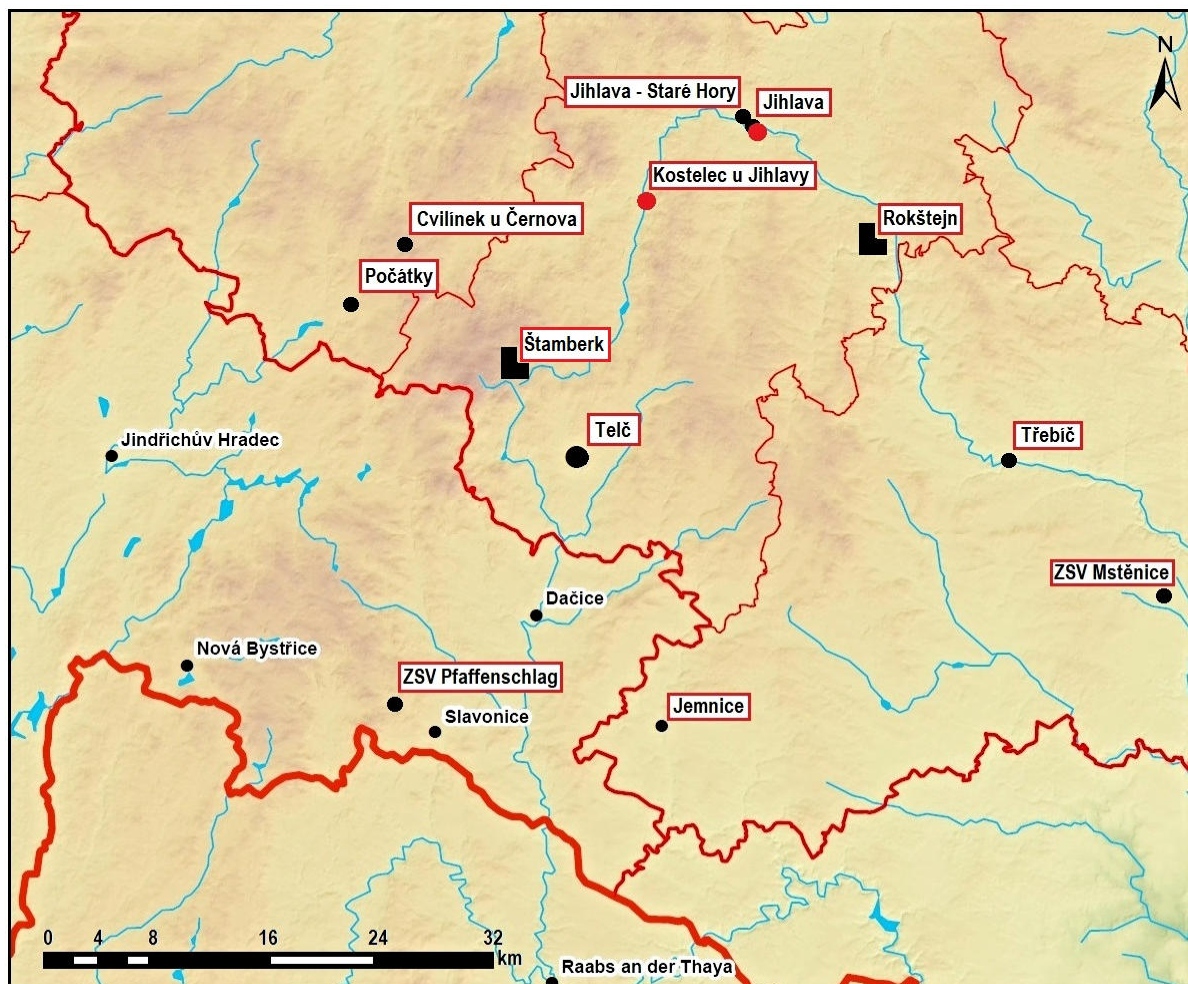 N
Jihlava - Staré Hory
Jihlava
Kostelec u Jihlavy
Cvilínek u Černova
Rokštejn
Počátky
Štamberk
Telč
Třebíč
Jindřichův Hradec
ZSV Mstěnice
Dačice
Nová Bystřice
ZSV Pfaffenschlag
Jemnice
Slavonice
0 4 8 16 24 32
km
Raabs an der Thaya